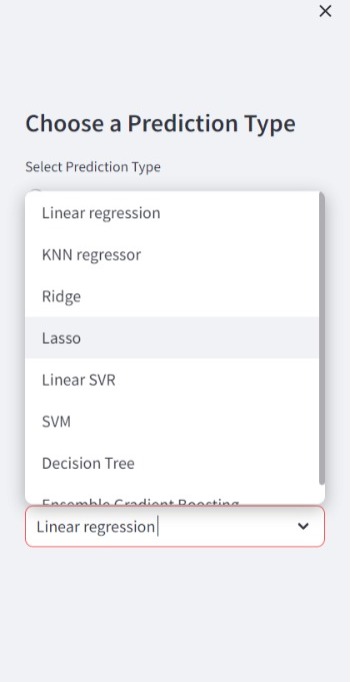 Choose a Prediction Type
Select Prediction Type
Linear regression
KNN regressor
Ridge
Lasso
Linear SVR
SVM
Decision Tree
Ensemble Gradient Boosting
Linear regression